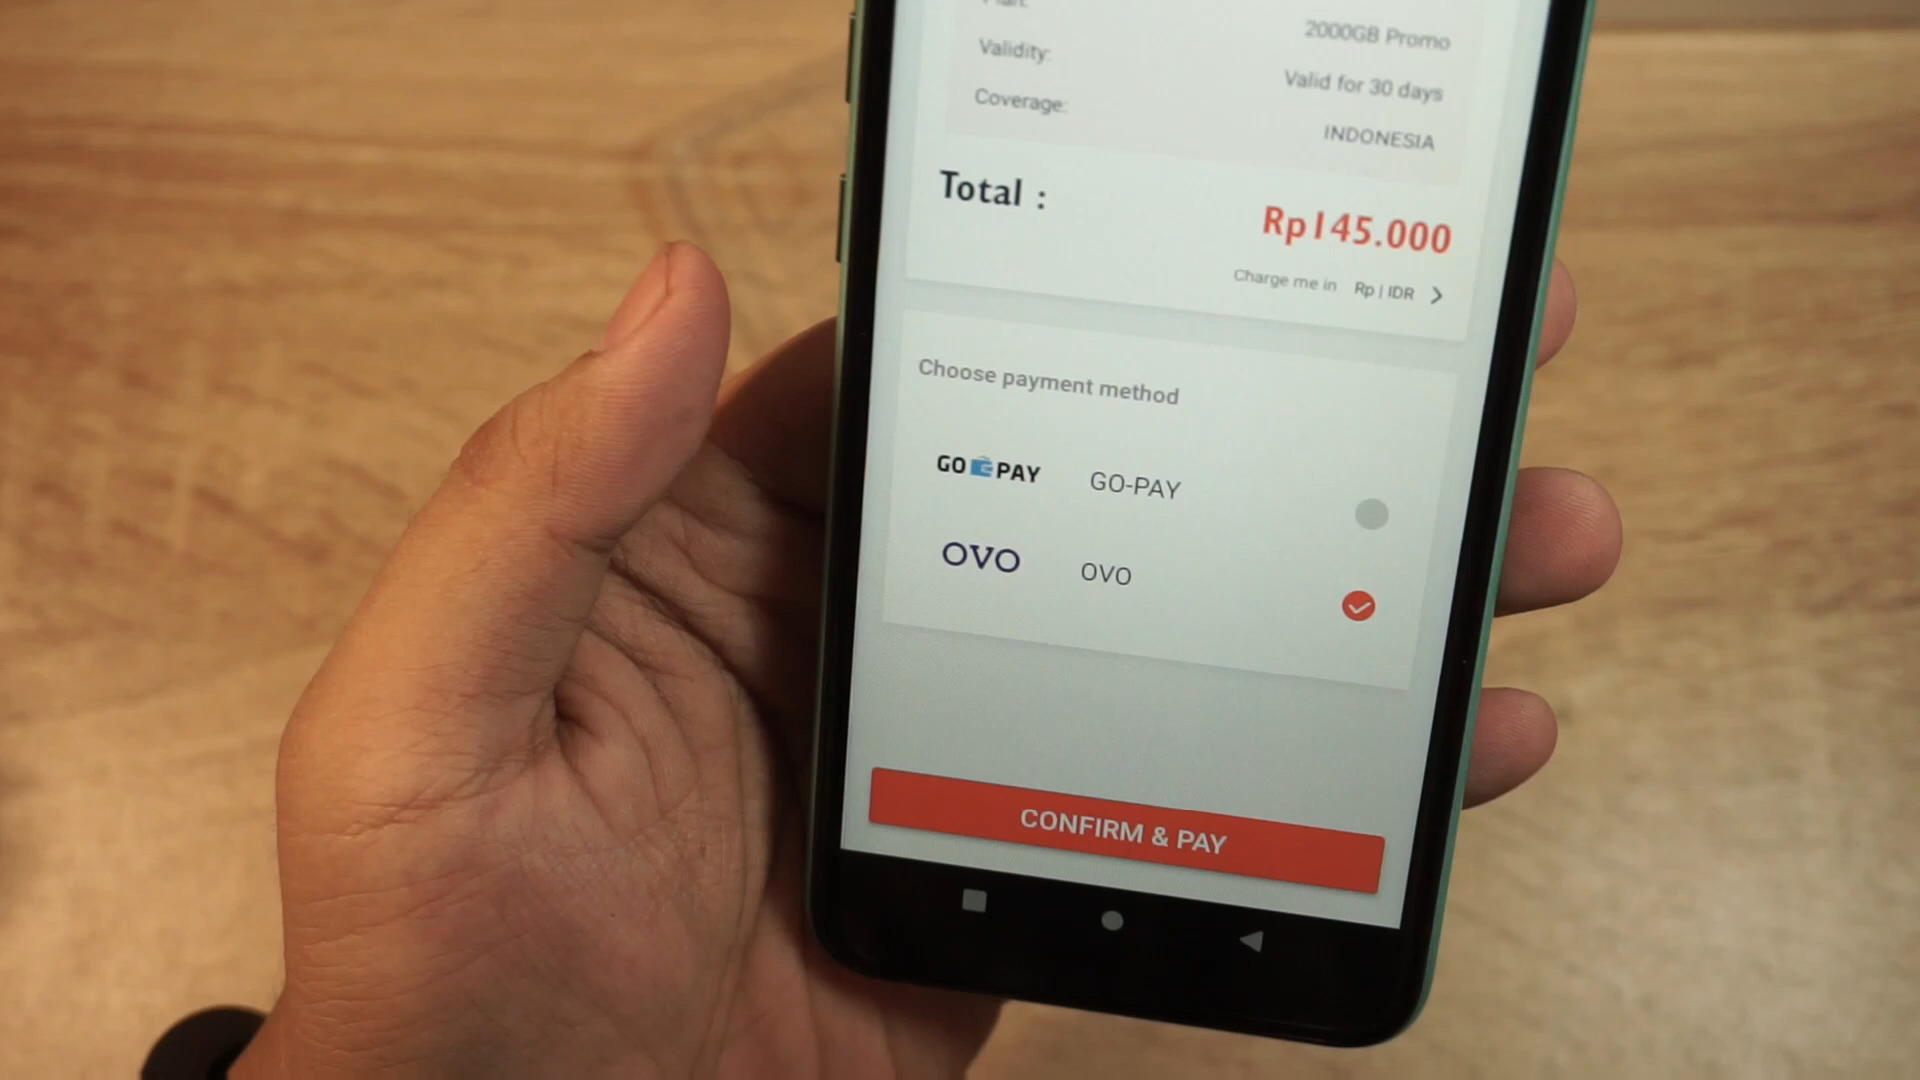 Plan:
2000GB Promo
Validity:
Valid for 30 days
Coverage:
INDONESIA
Total :
Rp145.000
Charge me in Rp | IDR
Choose payment method
GO PAY GO-PAY
OVO OVO
CONFIRM & PAY